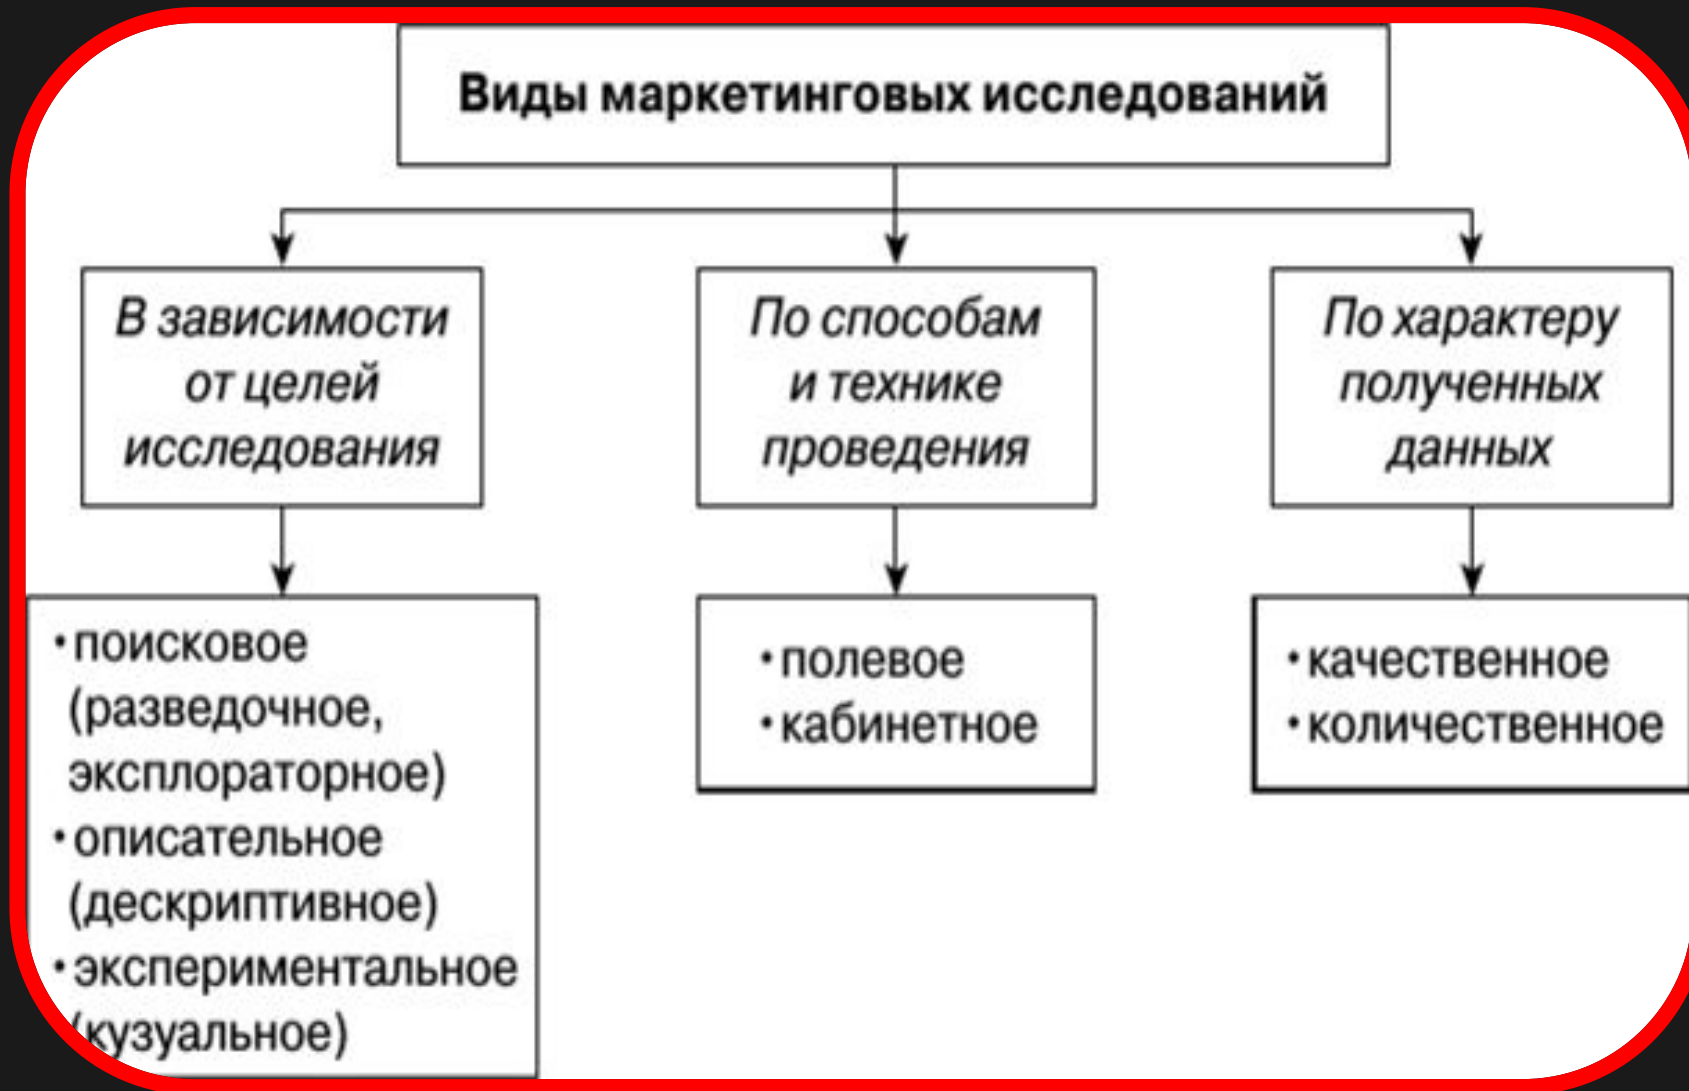 Виды маркетинговых исследований
В зависимости
от целей
исследования
По способам
и технике
проведения
По характеру
полученных
данных
•поисковое
(разведочное,
эксплораторное)
•описательное
(дескриптивное)
•экспериментальное
(кузуальное)
•полевое
•кабинетное
•качественное
•количественное